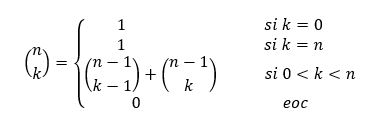 1 si k = 0
1 si k = n
(n k) = { (n − 1 k − 1) + (n − 1 k) si 0 < k < n
0 eoc